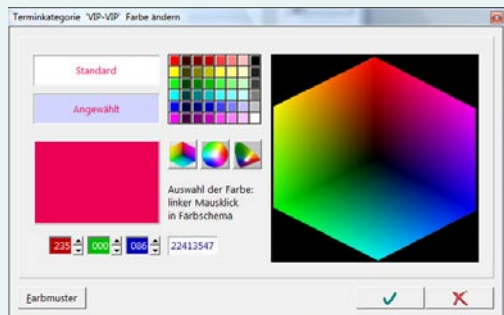 Terminkategorie 'VIP-VIP' Farbe ändern
Standard
Angewählt
Auswahl der Farbe:
linker Mausklick
in Farbschema
235 000 086 22413547
Farbmuster